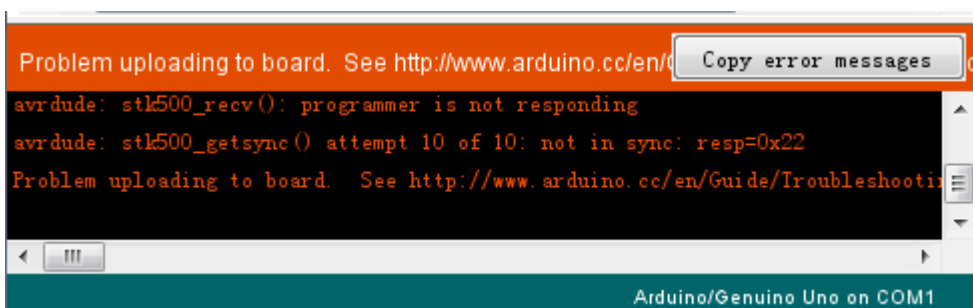 Problem uploading to board.  See http://www.arduino.cc/en/
Copy error messages
avrdude: stk500_recv(): programmer is not responding
avrdude: stk500_getsync() attempt 10 of 10: not in sync: resp=0x22
Problem uploading to board.  See http://www.arduino.cc/en/Guide/Troubleshooti
Arduino/Genuino Uno on COM1